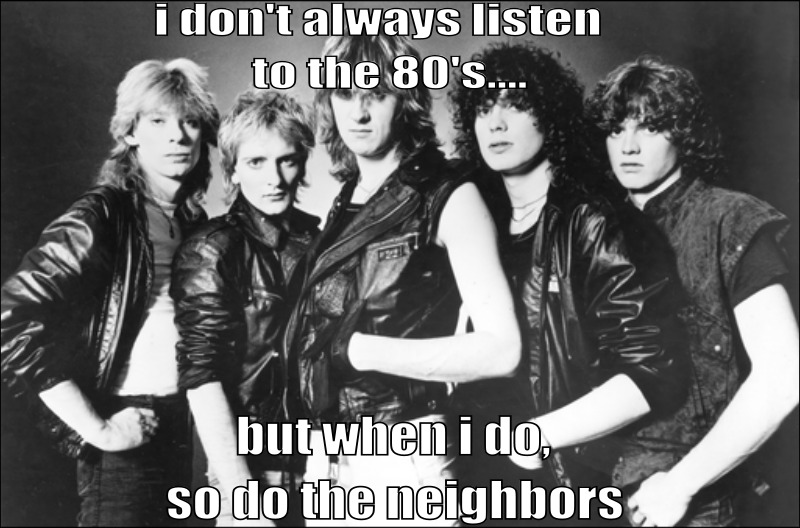 i don't always listen
to the 80's....
but when i do,
so do the neighbors